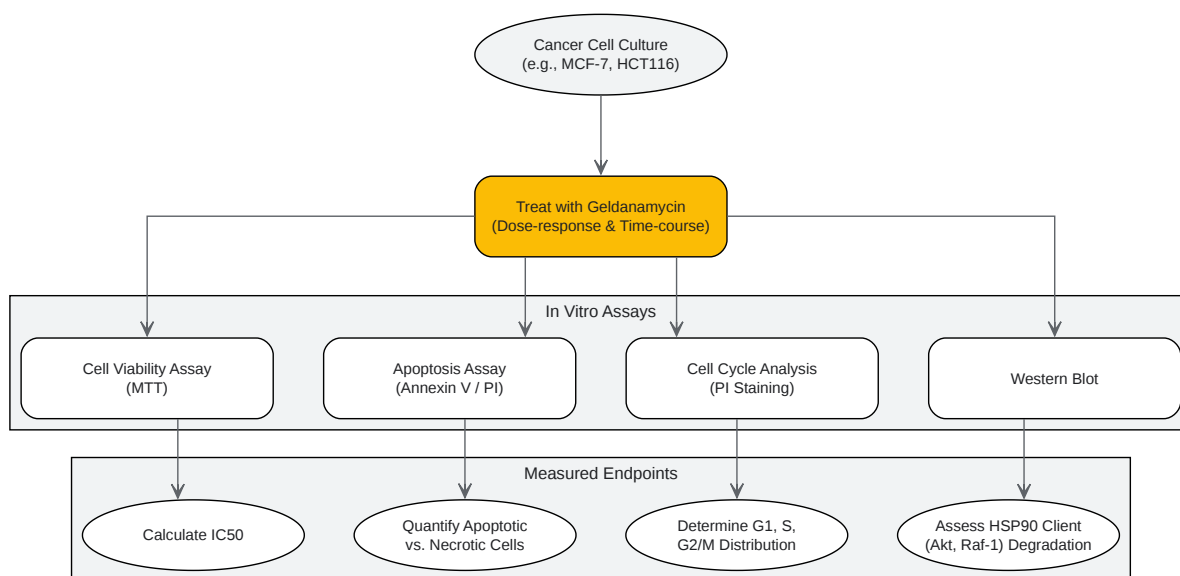 Cancer Cell Culture
(e.g., MCF-7, HCT116)
Treat with Geldanamycin
(Dose-response & Time-course)
In Vitro Assays
Cell Viability Assay
(MTT)
Apoptosis Assay
(Annexin V / PI)
Cell Cycle Analysis
(PI Staining)
Western Blot
Measured Endpoints
Calculate IC50
Quantify Apoptotic
vs. Necrotic Cells
Determine G1, S,
G2/M Distribution
Assess HSP90 Client
(Akt, Raf-1) Degradation